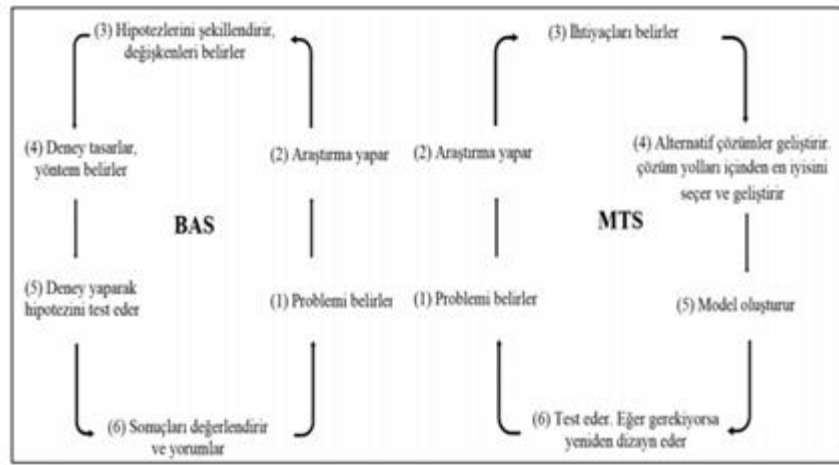 (3) Hipotezlerini şekillendirir,
değişkenleri belirler
(4) Deney tasarlar,
yöntem belirler
(2) Araştırma yapar
BAS
(5) Deney yaparak
hipotezini test eder
(1) Problemi belirler
(6) Sonuçları değerlendirir
ve yorumlar
(3) İhtiyaçları belirler
(2) Araştırma yapar
(4) Alternatif çözümler geliştirir.
çözüm yolları içinden en iyisini
seçer ve geliştirir
MTS
(1) Problemi belirler
(5) Model oluşturur
(6) Test eder. Eğer gerekiyorsa
yeniden dizayn eder